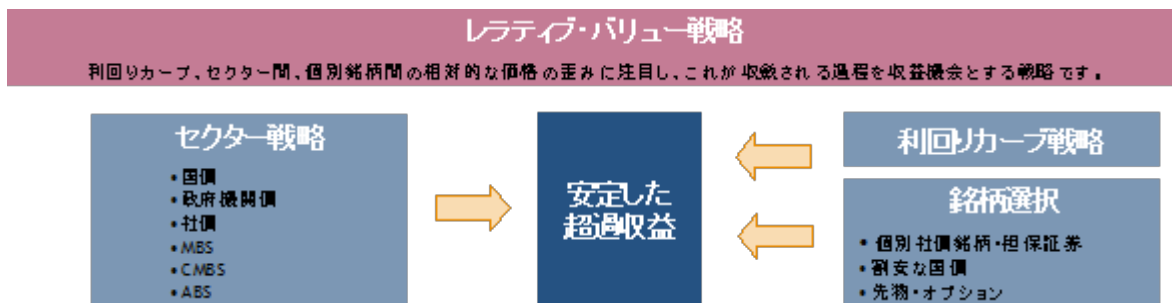 レラティブ・バリュー戦略
利回りカーブ、セクター間、個別銘柄間の相対的な価格の歪みに注目し、これが収斂される過程を収益機会とする戦略です。
セクター戦略
• 国債
• 政府機関債
• 社債
• MBS
• CMBS
• ABS
安定した
超過収益
利回りカーブ戦略
銘柄選択
• 個別社債銘柄・担保証券
• 割安な国債
• 先物・オプション